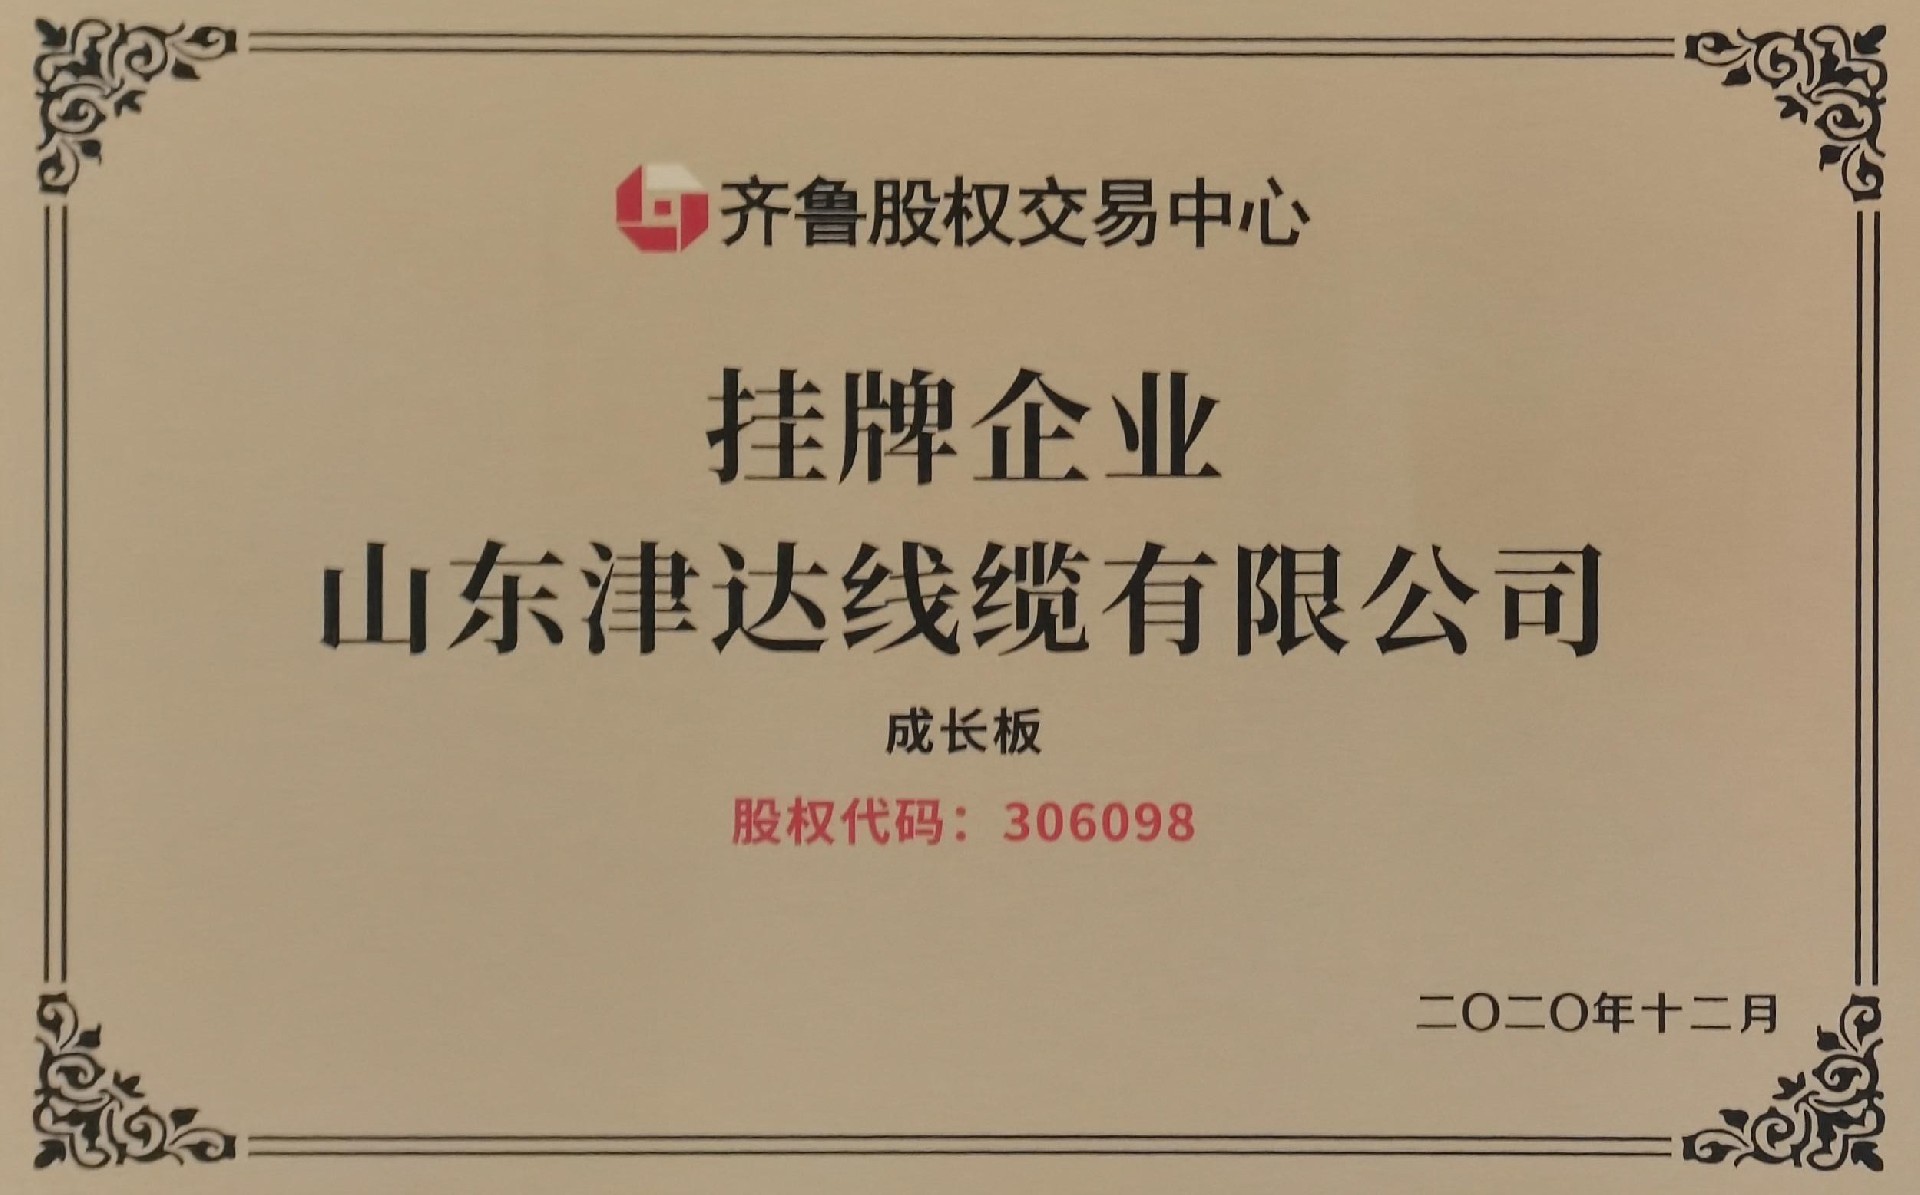 齐鲁股权交易中心
挂牌企业
山东津达线缆有限公司
成长板
股权代码：306098
二〇二〇年十二月